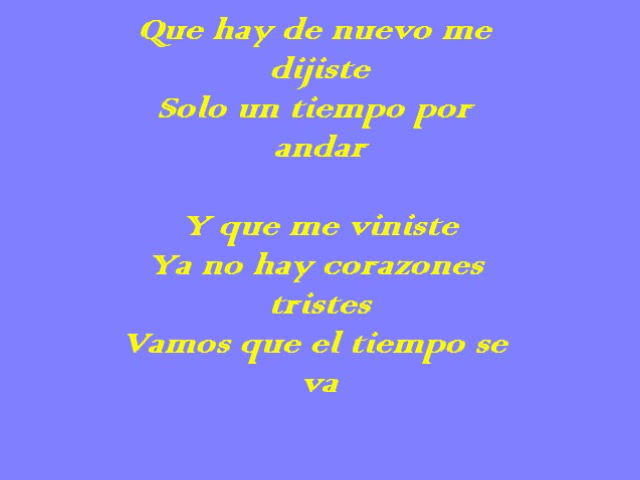 Que hay de nuevo me
dijiste
Solo un tiempo por
andar
Y que me viniste
Ya no hay corazones
tristes
Vamos que el tiempo se
va